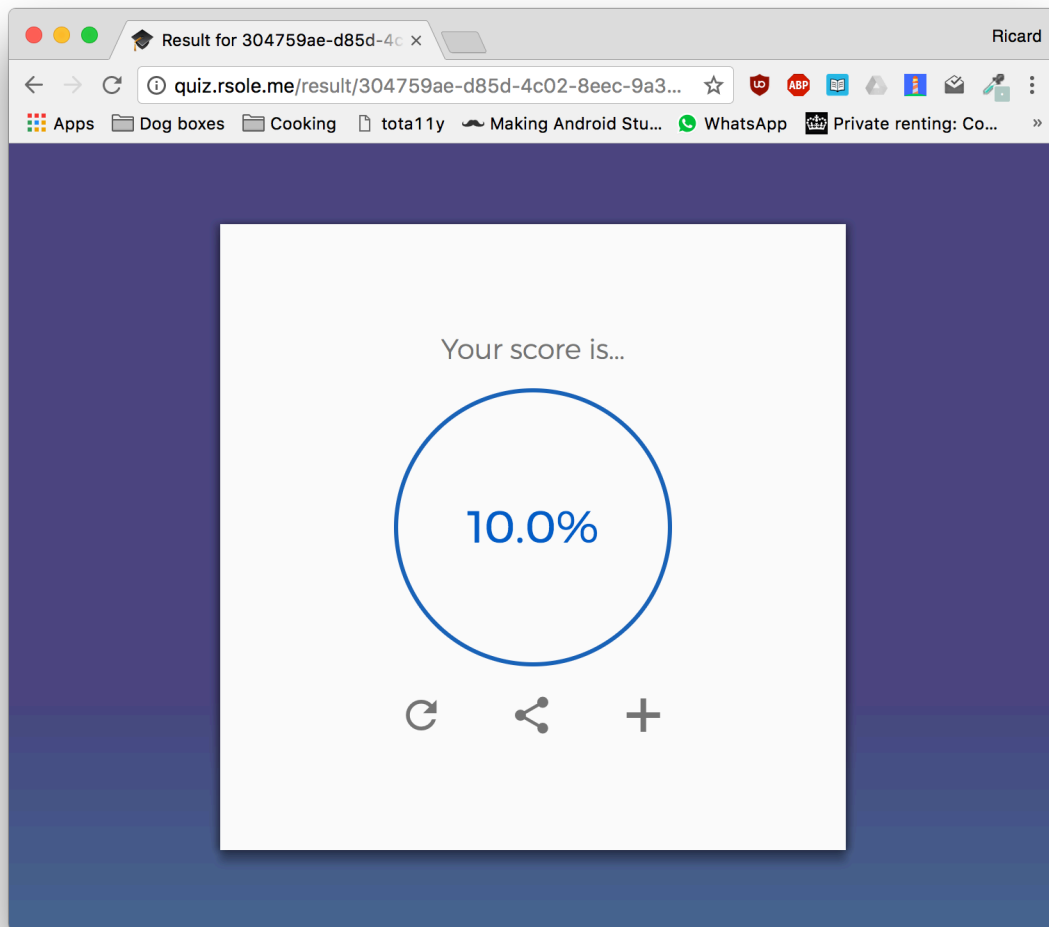 Result for 304759ae-d85d-4c
Ricard
quiz.rsole.me/result/304759ae-d85d-4c02-8eec-9a3...
ABP
Apps Dog boxes Cooking tota11y Making Android Stu... WhatsApp Private renting: Co... »
Your score is...
10.0%